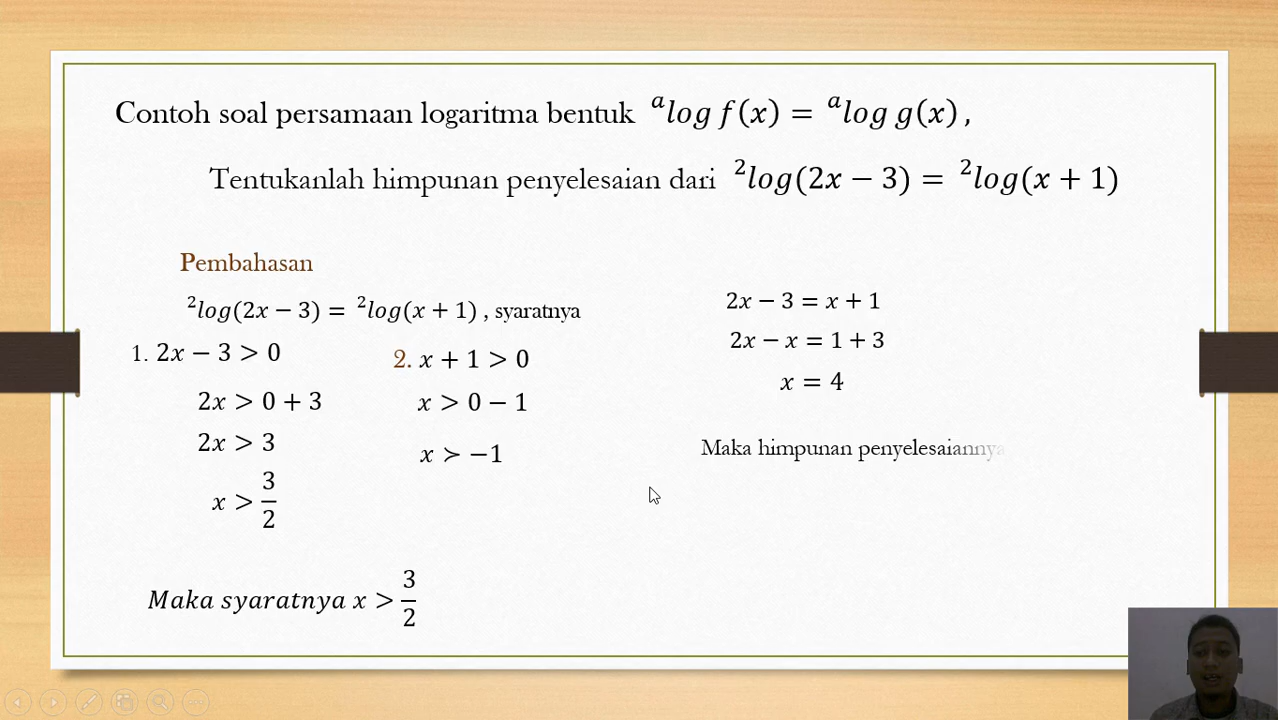 Contoh soal persamaan logaritma bentuk ᵃlog f(x) = ᵃlog g(x),
Tentukanlah himpunan penyelesaian dari ²log(2x − 3) = ²log(x + 1)
Pembahasan
²log(2x − 3) = ²log(x + 1) , syaratnya
1. 2x − 3 > 0
2x > 0 + 3
2x > 3
x > 3/2
2. x + 1 > 0
x > 0 − 1
x ≻ −1
Maka syaratnya x > 3/2
2x − 3 = x + 1
2x − x = 1 + 3
x = 4
Maka himpunan penyelesaiannya